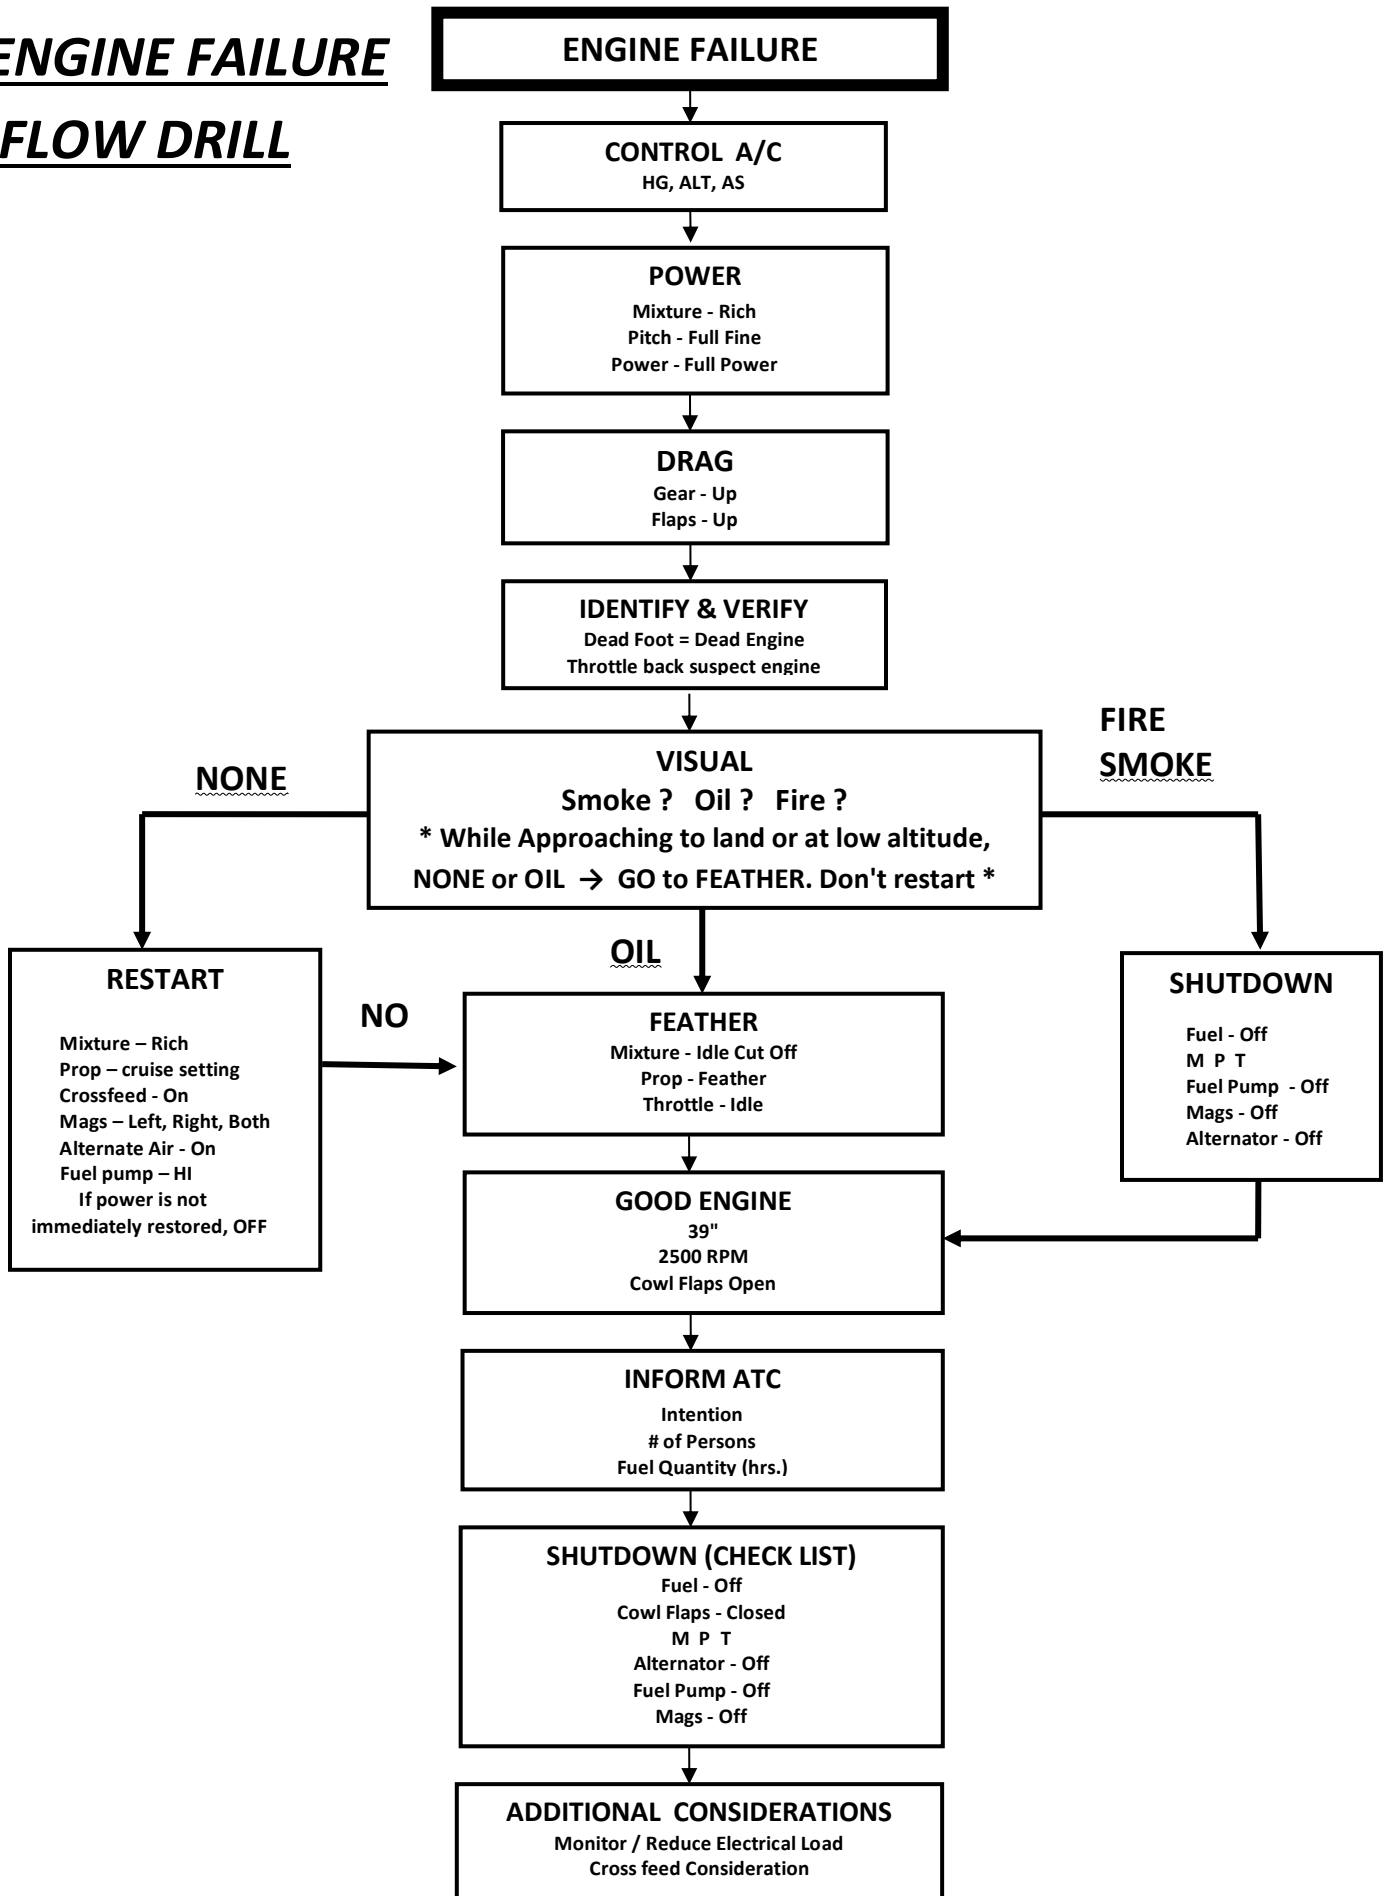 ENGINE FAILURE
FLOW DRILL
ENGINE FAILURE
CONTROL A/C
HG, ALT, AS
POWER
Mixture - Rich
Pitch - Full Fine
Power - Full Power
DRAG
Gear - Up
Flaps - Up
IDENTIFY & VERIFY
Dead Foot = Dead Engine
Throttle back suspect engine
VISUAL
Smoke ? Oil ? Fire ?
* While Approaching to land or at low altitude,
NONE or OIL → GO to FEATHER. Don't restart *
NONE
FIRE
SMOKE
OIL
RESTART
Mixture – Rich
Prop – cruise setting
Crossfeed - On
Mags – Left, Right, Both
Alternate Air - On
Fuel pump – HI
If power is not
immediately restored, OFF
NO
FEATHER
Mixture - Idle Cut Off
Prop - Feather
Throttle - Idle
SHUTDOWN
Fuel - Off
M P T
Fuel Pump - Off
Mags - Off
Alternator - Off
GOOD ENGINE
39"
2500 RPM
Cowl Flaps Open
INFORM ATC
Intention
# of Persons
Fuel Quantity (hrs.)
SHUTDOWN (CHECK LIST)
Fuel - Off
Cowl Flaps - Closed
M P T
Alternator - Off
Fuel Pump - Off
Mags - Off
ADDITIONAL CONSIDERATIONS
Monitor / Reduce Electrical Load
Cross feed Consideration